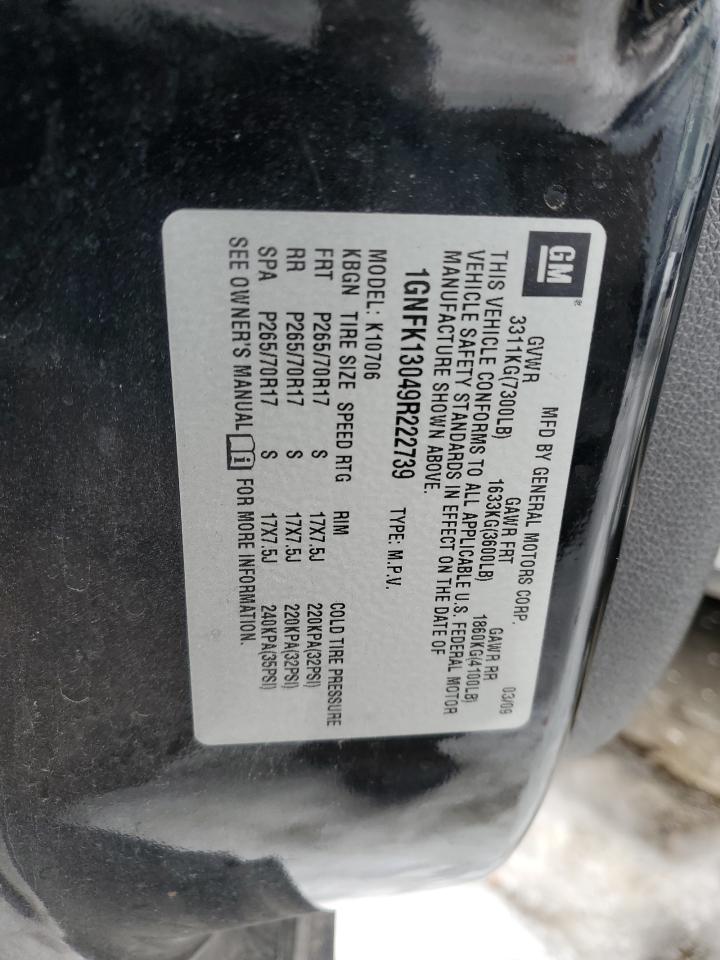 GM
MFD BY GENERAL MOTORS CORP. 03/09
GVWR GAWR FRT GAWR RR
3311KG(7300LB) 1633KG(3600LB) 1860KG(4100LB)
THIS VEHICLE CONFORMS TO ALL APPLICABLE U.S. FEDERAL MOTOR
VEHICLE SAFETY STANDARDS IN EFFECT ON THE DATE OF
MANUFACTURE SHOWN ABOVE.
1GNFK13049R222739 TYPE: M.P.V.
MODEL: K10706
KBGN TIRE SIZE SPEED RTG RIM COLD TIRE PRESSURE
FRT P265/70R17 S 17X7.5J 220KPA(32PSI)
RR P265/70R17 S 17X7.5J 220KPA(32PSI)
SPA P265/70R17 S 17X7.5J 240KPA(35PSI)
SEE OWNER'S MANUAL i FOR MORE INFORMATION.